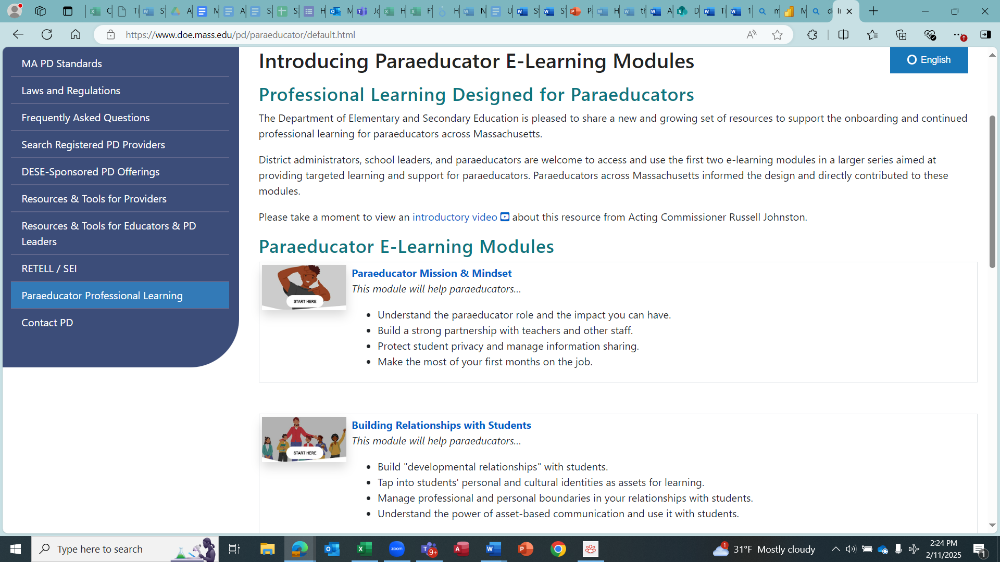 https://www.doe.mass.edu/pd/paraeducator/default.html
MA PD Standards
Laws and Regulations
Frequently Asked Questions
Search Registered PD Providers
DESE-Sponsored PD Offerings
Resources & Tools for Providers
Resources & Tools for Educators & PD
Leaders
RETELL / SEI
Paraeducator Professional Learning
Contact PD
English
Introducing Paraeducator E-Learning Modules
Professional Learning Designed for Paraeducators
The Department of Elementary and Secondary Education is pleased to share a new and growing set of resources to support the onboarding and continued
professional learning for paraeducators across Massachusetts.
District administrators, school leaders, and paraeducators are welcome to access and use the first two e-learning modules in a larger series aimed at
providing targeted learning and support for paraeducators. Paraeducators across Massachusetts informed the design and directly contributed to these
modules.
Please take a moment to view an introductory video about this resource from Acting Commissioner Russell Johnston.
Paraeducator E-Learning Modules
START HERE
Paraeducator Mission & Mindset
This module will help paraeducators...
• Understand the paraeducator role and the impact you can have.
• Build a strong partnership with teachers and other staff.
• Protect student privacy and manage information sharing.
• Make the most of your first months on the job.
START HERE
Building Relationships with Students
This module will help paraeducators...
• Build "developmental relationships" with students.
• Tap into students' personal and cultural identities as assets for learning.
• Manage professional and personal boundaries in your relationships with students.
• Understand the power of asset-based communication and use it with students.
Type here to search
zoom
9+
1
31°F Mostly cloudy
2:24 PM
2/11/2025
1